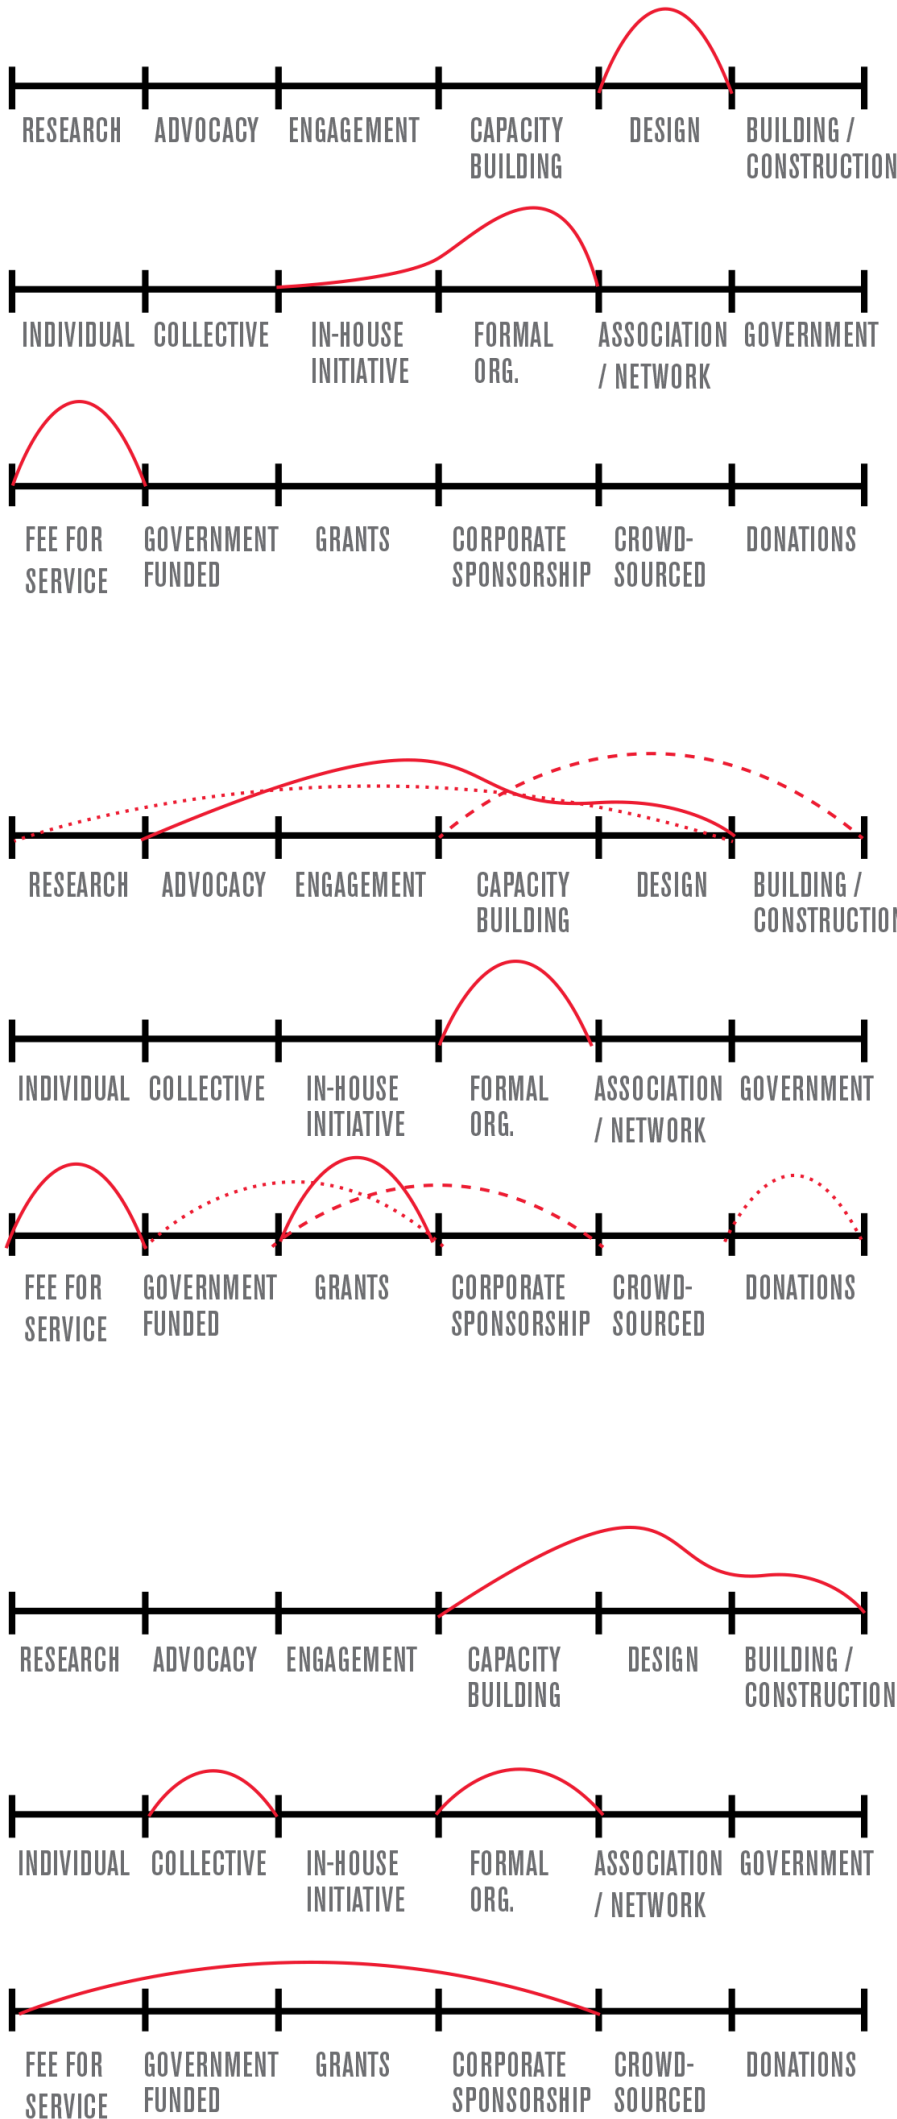 RESEARCH ADVOCACY ENGAGEMENT CAPACITY DESIGN BUILDING /
BUILDING CONSTRUCTION
INDIVIDUAL COLLECTIVE IN-HOUSE FORMAL ASSOCIATION GOVERNMENT
INITIATIVE ORG. / NETWORK
FEE FOR GOVERNMENT GRANTS CORPORATE CROWD- DONATIONS
SERVICE FUNDED SPONSORSHIP SOURCED
RESEARCH ADVOCACY ENGAGEMENT CAPACITY DESIGN BUILDING /
BUILDING CONSTRUCTION
INDIVIDUAL COLLECTIVE IN-HOUSE FORMAL ASSOCIATION GOVERNMENT
INITIATIVE ORG. / NETWORK
FEE FOR GOVERNMENT GRANTS CORPORATE CROWD- DONATIONS
SERVICE FUNDED SPONSORSHIP SOURCED
RESEARCH ADVOCACY ENGAGEMENT CAPACITY DESIGN BUILDING /
BUILDING CONSTRUCTION
INDIVIDUAL COLLECTIVE IN-HOUSE FORMAL ASSOCIATION GOVERNMENT
INITIATIVE ORG. / NETWORK
FEE FOR GOVERNMENT GRANTS CORPORATE CROWD- DONATIONS
SERVICE FUNDED SPONSORSHIP SOURCED